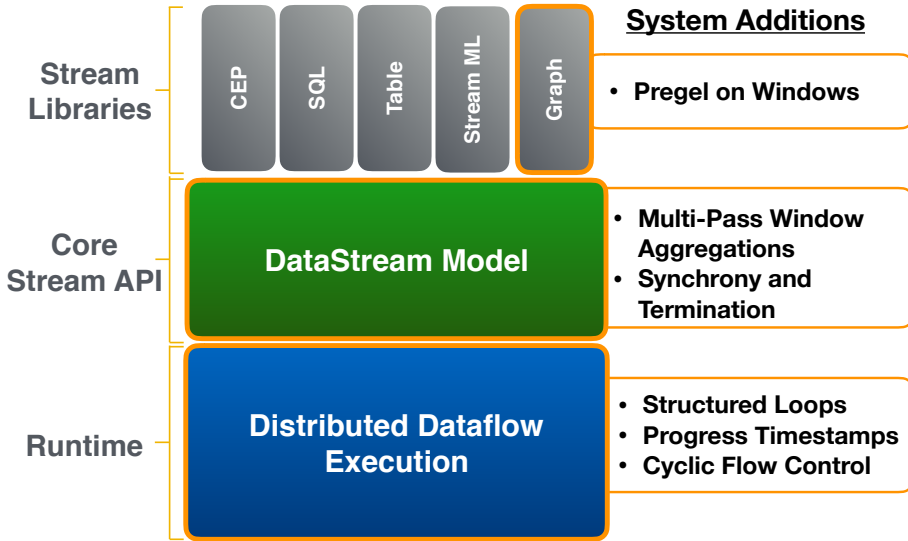 System Additions
Stream
Libraries
CEP
SQL
Table
Stream ML
Graph
• Pregel on Windows
Core
Stream API
DataStream Model
• Multi-Pass Window
Aggregations
• Synchrony and
Termination
Runtime
Distributed Dataflow
Execution
• Structured Loops
• Progress Timestamps
• Cyclic Flow Control